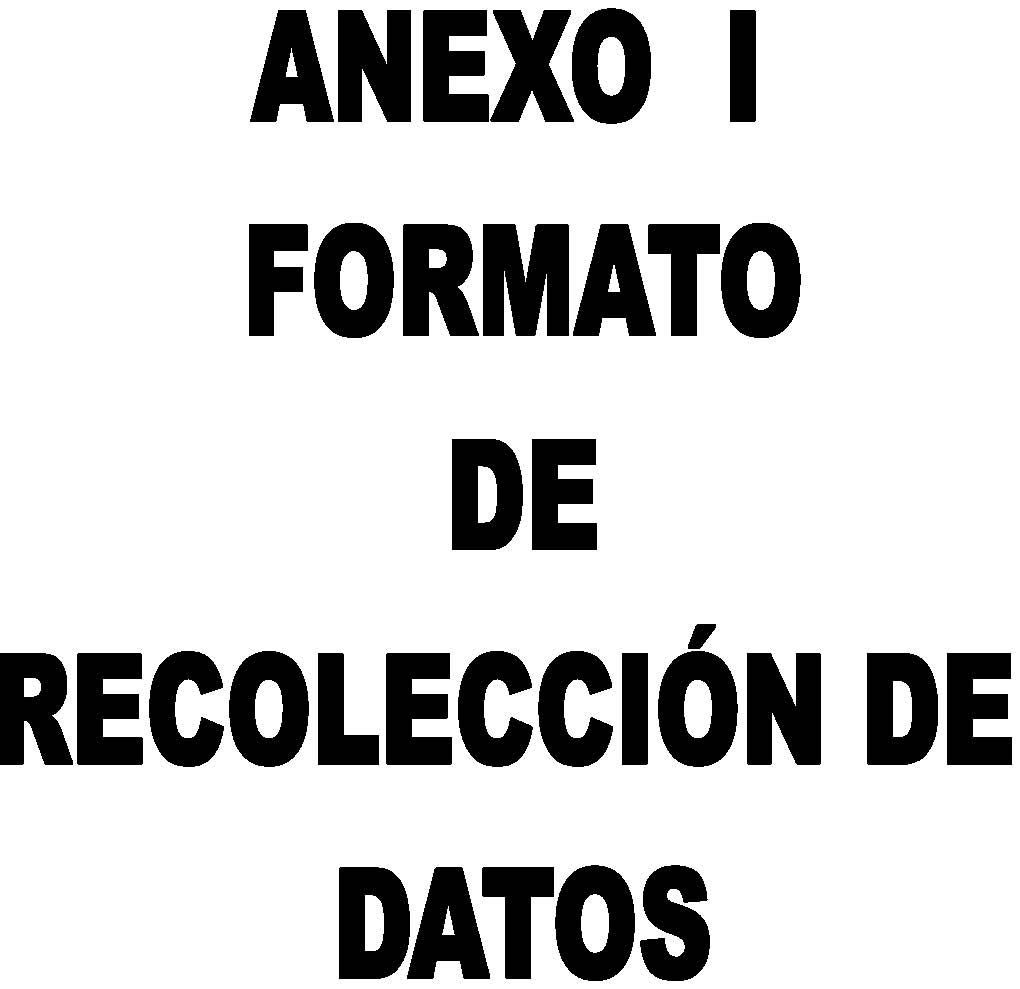 ANEXO I
FORMATO
DE
RECOLECCIÓN DE
DATOS